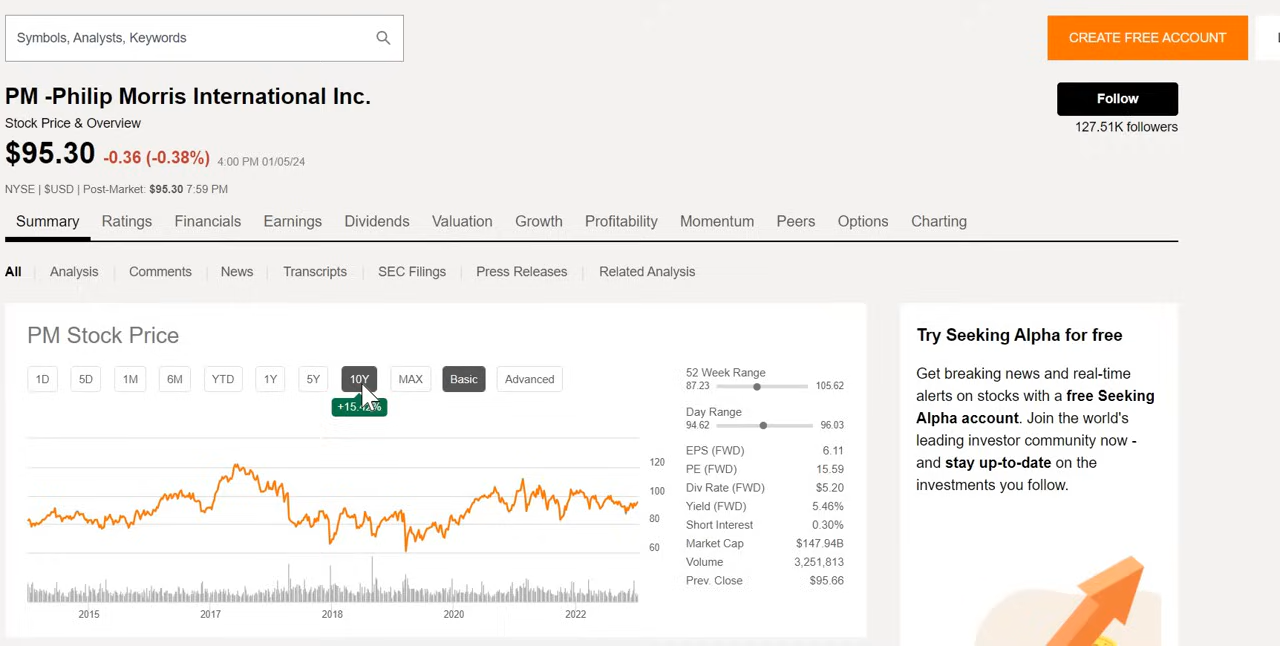 Symbols, Analysts, Keywords
CREATE FREE ACCOUNT
PM -Philip Morris International Inc.
Follow
Stock Price & Overview
127.51K followers
$95.30 -0.36 (-0.38%) 4:00 PM 01/05/24
NYSE | $USD | Post-Market: $95.30 7:59 PM
Summary Ratings Financials Earnings Dividends Valuation Growth Profitability Momentum Peers Options Charting
All Analysis Comments News Transcripts SEC Filings Press Releases Related Analysis
PM Stock Price
1D 5D 1M 6M YTD 1Y 5Y 10Y MAX Basic Advanced
120
100
80
60
2015 2017 2018 2020 2022
52 Week Range
87.23 105.62
Day Range
94.62 96.03
EPS (FWD) 6.11
PE (FWD) 15.59
Div Rate (FWD) $5.20
Yield (FWD) 5.46%
Short Interest 0.30%
Market Cap $147.94B
Volume 3,251,813
Prev. Close $95.66
Try Seeking Alpha for free
Get breaking news and real-time
alerts on stocks with a free Seeking
Alpha account. Join the world's
leading investor community now -
and stay up-to-date on the
investments you follow.